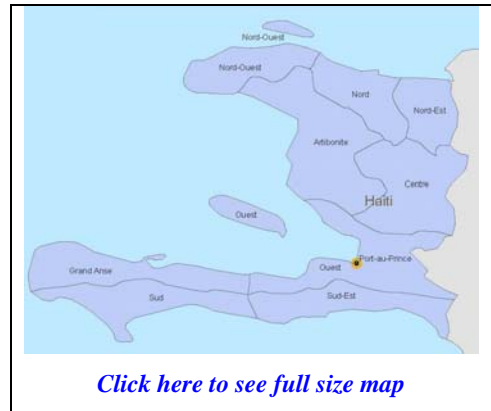 Nord-Ouest
Nord-Ouest
Nord
Nord-Est
Artibonite
Centre
Haiti
Ouest
Port-au-Prince
Ouest
Grand Anse
Sud
Sud-Est
Click here to see full size map